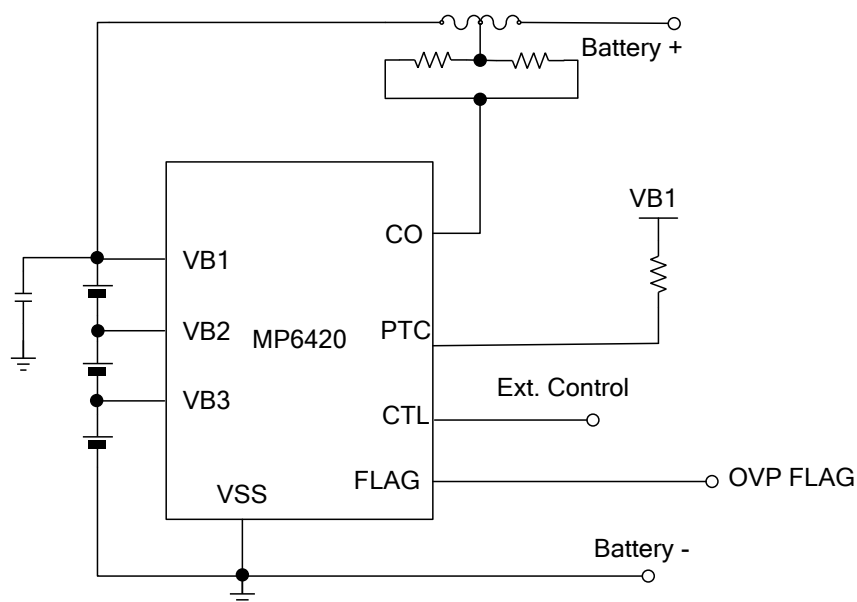 Battery +
VB1
CO
VB1
VB2
MP6420
PTC
Ext. Control
VB3
CTL
FLAG
OVP FLAG
VSS
Battery -